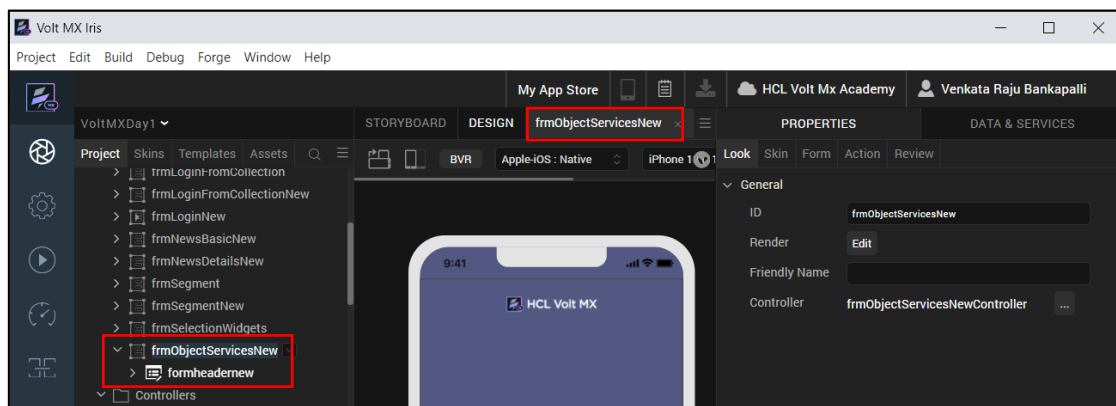 Volt MX Iris
Project Edit Build Debug Forge Window Help
My App Store HCL Volt Mx Academy Venkata Raju Bankapalli
VoltMXDay1 STORYBOARD DESIGN frmObjectServicesNew PROPERTIES DATA & SERVICES
Project Skins Templates Assets BVR Apple-iOS : Native iPhone 1 Look Skin Form Action Review
frmLoginFromCollection
frmLoginFromCollectionNew
frmLoginNew
frmNewsBasicNew
frmNewsDetailsNew
frmSegment
frmSegmentNew
frmSelectionWidgets
frmObjectServicesNew
formheadernew
Controllers
9:41
HCL Volt MX
General
ID frmObjectServicesNew
Render Edit
Friendly Name
Controller frmObjectServicesNewController ...